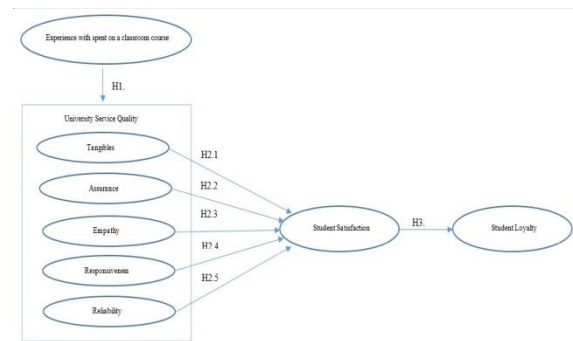 Experience with spent on a classroom course
H1.
University Service Quality
Tangibles
Assurance
Empathy
Responsiveness
Reliability
H2.1
H2.2
H2.3
H2.4
H2.5
Student Satisfaction
H3.
Student Loyalty